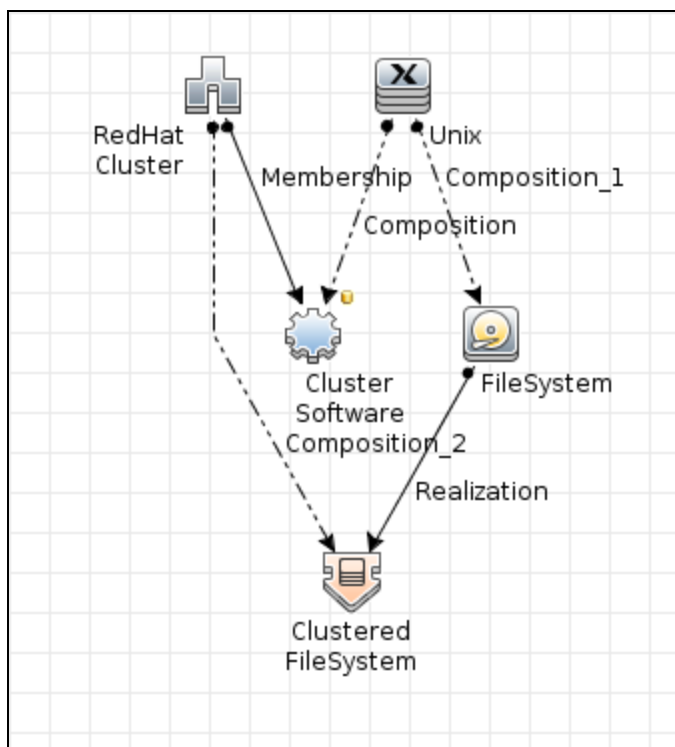 RedHat
Cluster
Unix
Membership
Composition_1
Composition
Cluster
Software
FileSystem
Composition_2
Realization
Clustered
FileSystem